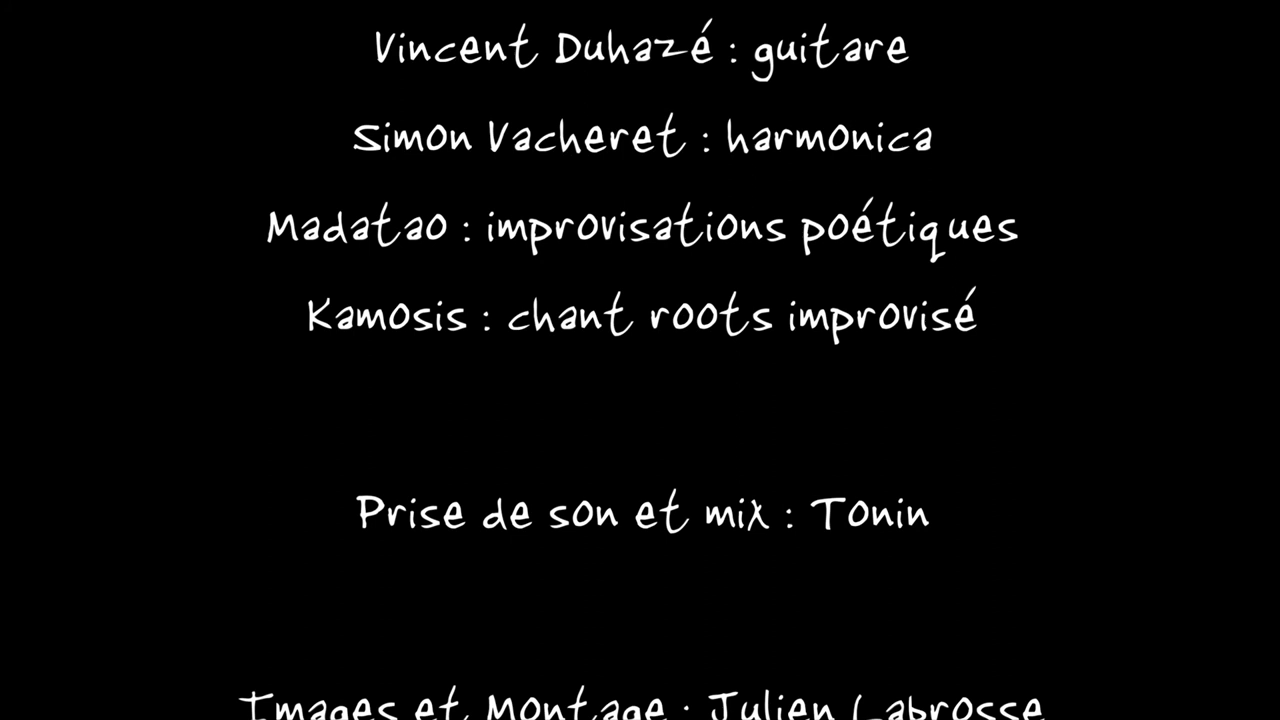 Vincent Duhazé : guitare
Simon Vacheret : harmonica
Madatao : improvisations poétiques
Kamosis : chant roots improvisé
Prise de son et mix : Tonin
Images et Montage : Julien Labrosse